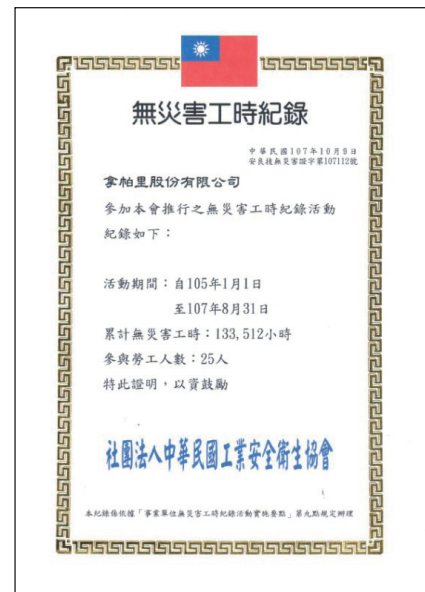 無災害工時紀錄
中華民國107年10月9日
安良技無災害證字第107112號
拿帕里股份有限公司
參加本會推行之無災害工時紀錄活動
紀錄如下：
活動期間：自105年1月1日
至107年8月31日
累計無災害工時：133,512小時
參與勞工人數：25人
特此證明，以資鼓勵
社團法人中華民國工業安全衛生協會
本紀錄係依據「事業單位無災害工時紀錄活動實施要點」第九點規定辦理